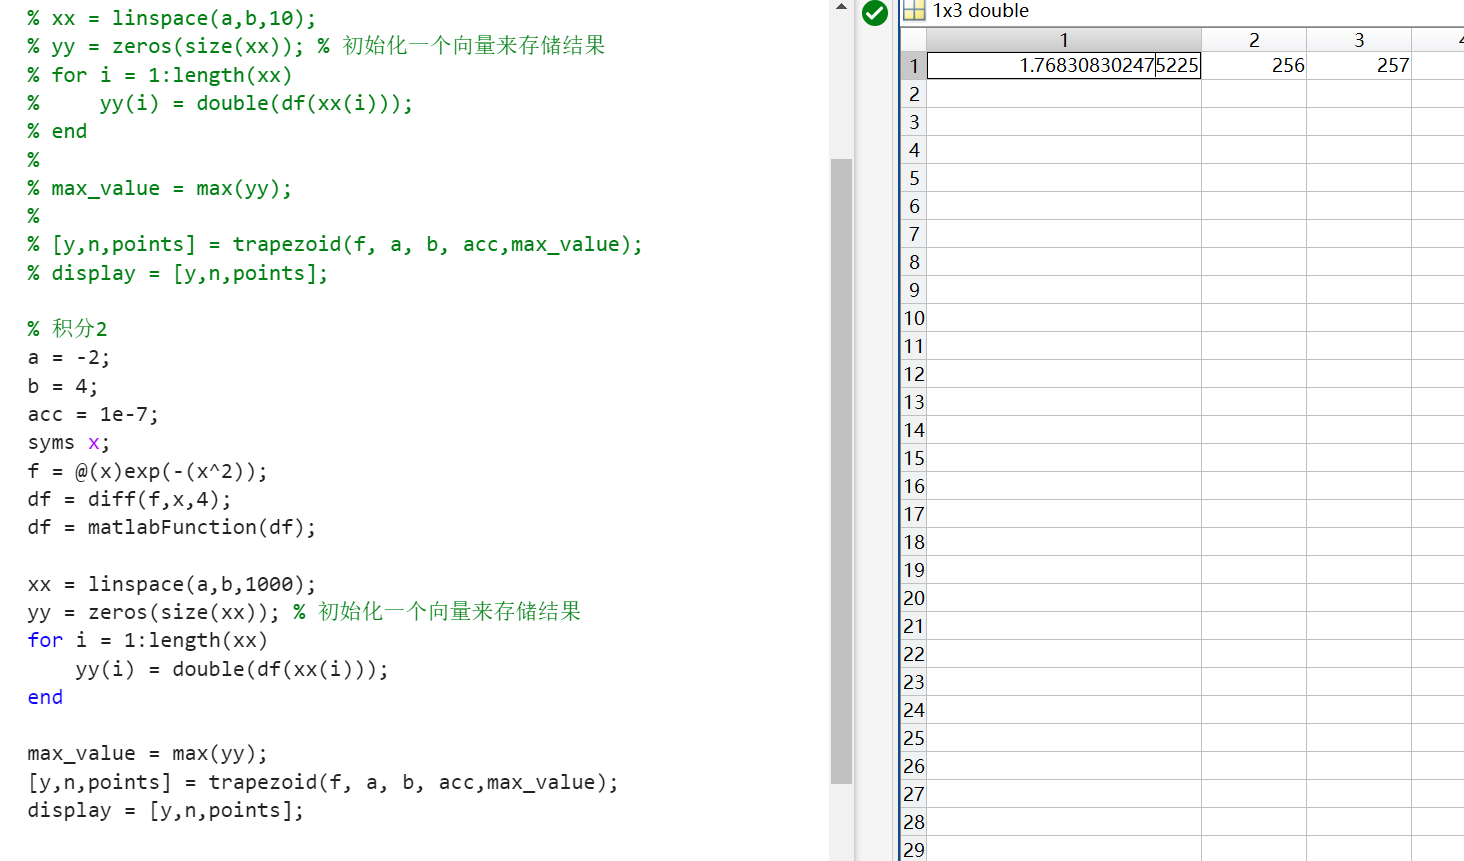 % xx = linspace(a,b,10);
% yy = zeros(size(xx)); % 初始化一个向量来存储结果
% for i = 1:length(xx)
%     yy(i) = double(df(xx(i)));
% end
%
% max_value = max(yy);
%
% [y,n,points] = trapezoid(f, a, b, acc,max_value);
% display = [y,n,points];
% 积分2
a = -2;
b = 4;
acc = 1e-7;
syms x;
f = @(x)exp(-(x^2));
df = diff(f,x,4);
df = matlabFunction(df);
xx = linspace(a,b,1000);
yy = zeros(size(xx)); % 初始化一个向量来存储结果
for i = 1:length(xx)
    yy(i) = double(df(xx(i)));
end
max_value = max(yy);
[y,n,points] = trapezoid(f, a, b, acc,max_value);
display = [y,n,points];
1x3 double
1 2 3
1 1.768308302475225 256 257
2
3
4
5
6
7
8
9
10
11
12
13
14
15
16
17
18
19
20
21
22
23
24
25
26
27
28
29